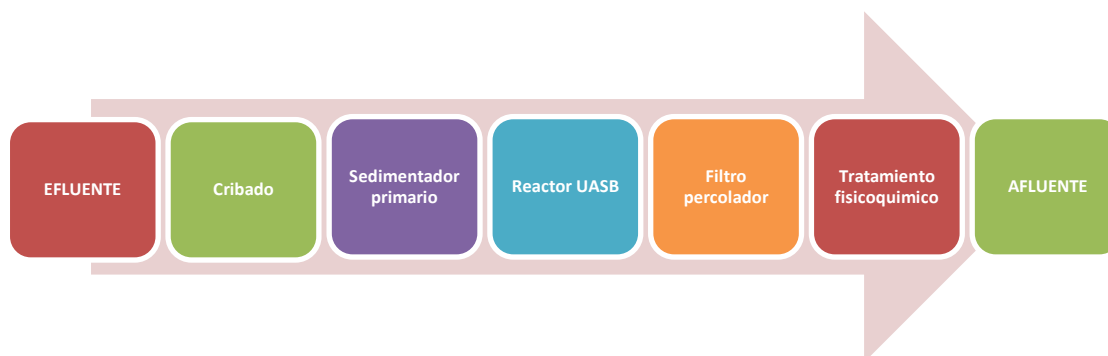 EFLUENTE
Cribado
Sedimentador
primario
Reactor UASB
Filtro
percolador
Tratamiento
fisicoquimico
AFLUENTE